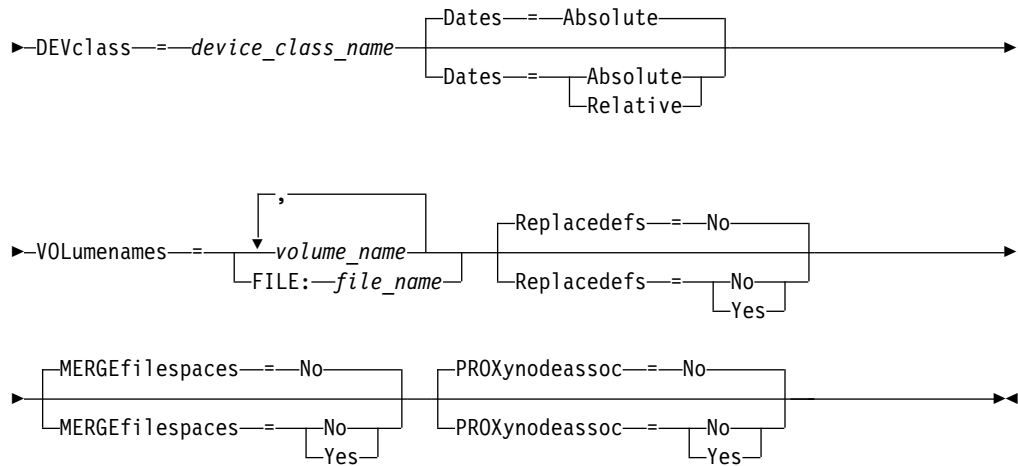 Dates = Absolute
DEVclass = device_class_name
Dates = Absolute
Relative
,
VOLumenames = volume_name
FILE: file_name
Replacedefs = No
Replacedefs = No
Yes
MERGEfilespaces = No
MERGEfilespaces = No
Yes
PROXynodeassoc = No
PROXynodeassoc = No
Yes